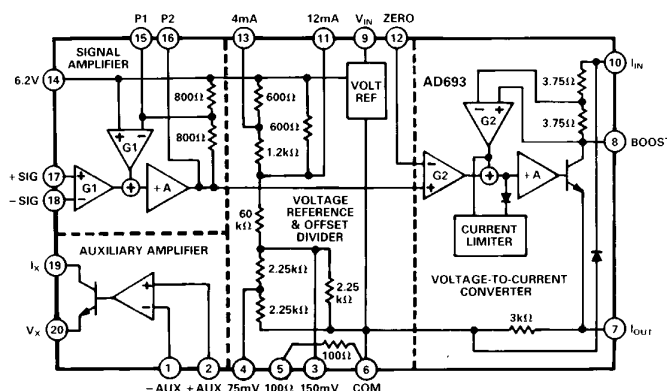 P1 P2 4mA 12mA VIN ZERO
15 16 13 11 9 12
SIGNAL AMPLIFIER
AD693
10 IIN
6.2V 14
VOLT REF
800Ω
800Ω
600Ω
600Ω
1.2kΩ
3.75Ω
3.75Ω
G2
8 BOOST
G1
+ SIG 17
− SIG 18
G1
+
+ A
G2
+
+ A
CURRENT LIMITER
60 kΩ
VOLTAGE REFERENCE & OFFSET DIVIDER
AUXILIARY AMPLIFIER
IX 19
VX 20
2.25kΩ
2.25kΩ
2.25 kΩ
VOLTAGE-TO-CURRENT CONVERTER
3kΩ
7 IOUT
100Ω
1 2 4 5 3 6
− AUX + AUX 75mV 100Ω 150mV COM